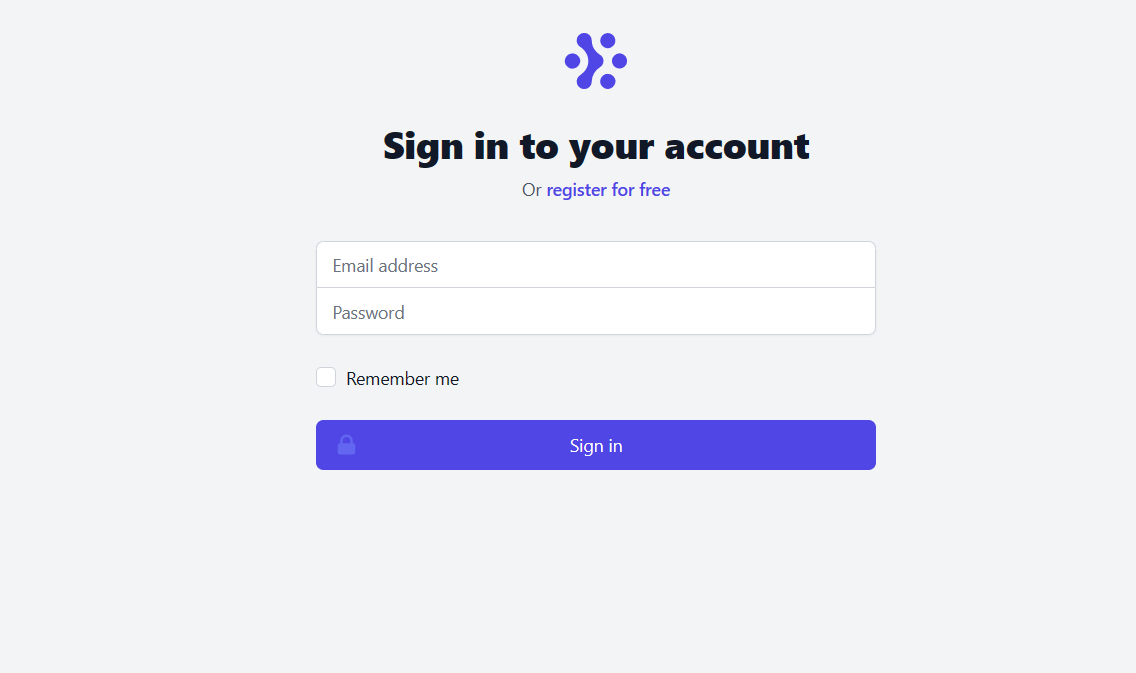 Sign in to your account
Or register for free
Email address
Password
Remember me
Sign in